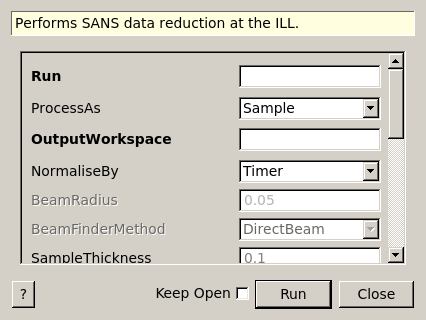 Performs SANS data reduction at the ILL.
Run
ProcessAs Sample
OutputWorkspace
NormaliseBy Timer
BeamRadius 0.05
BeamFinderMethod DirectBeam
SampleThickness 0.1
? Keep Open Run Close